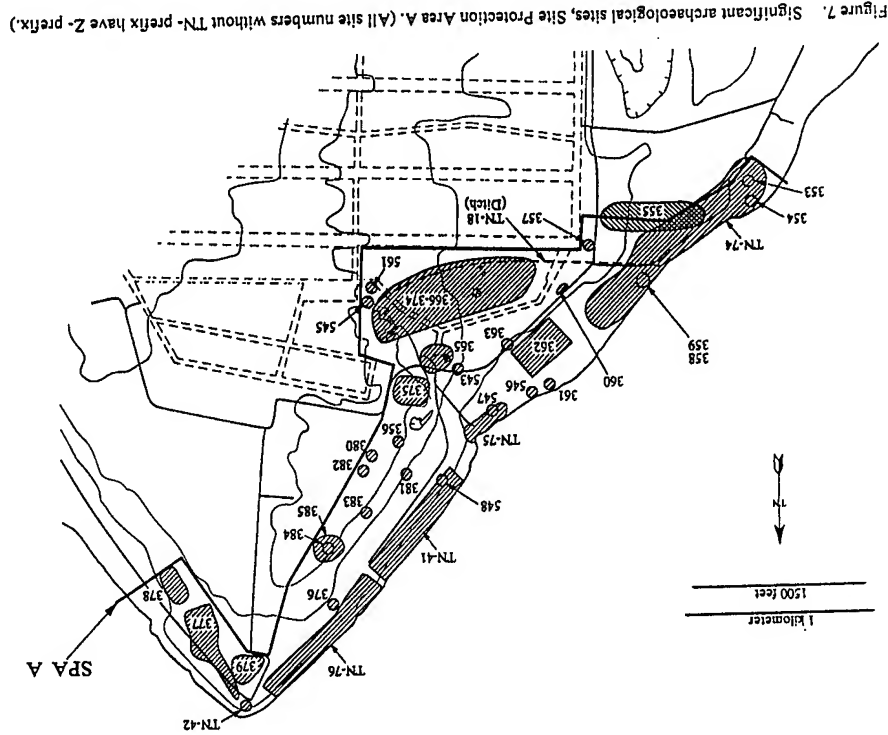 TN-42
TN-76
379
SPA A
377
1 kilometer
376
378
1500 feet
TN-41
384
385
383
548
TN
381
382
380
356
TN-75
547
361
546
375
358
359
362
543
365
363
360
366-374
545
561
TN-74
354
353
355
357
TN-18
(Ditch)
Figure 7. Significant archaeological sites, Site Protection Area A. (All site numbers without TN- prefix have Z- prefix.)